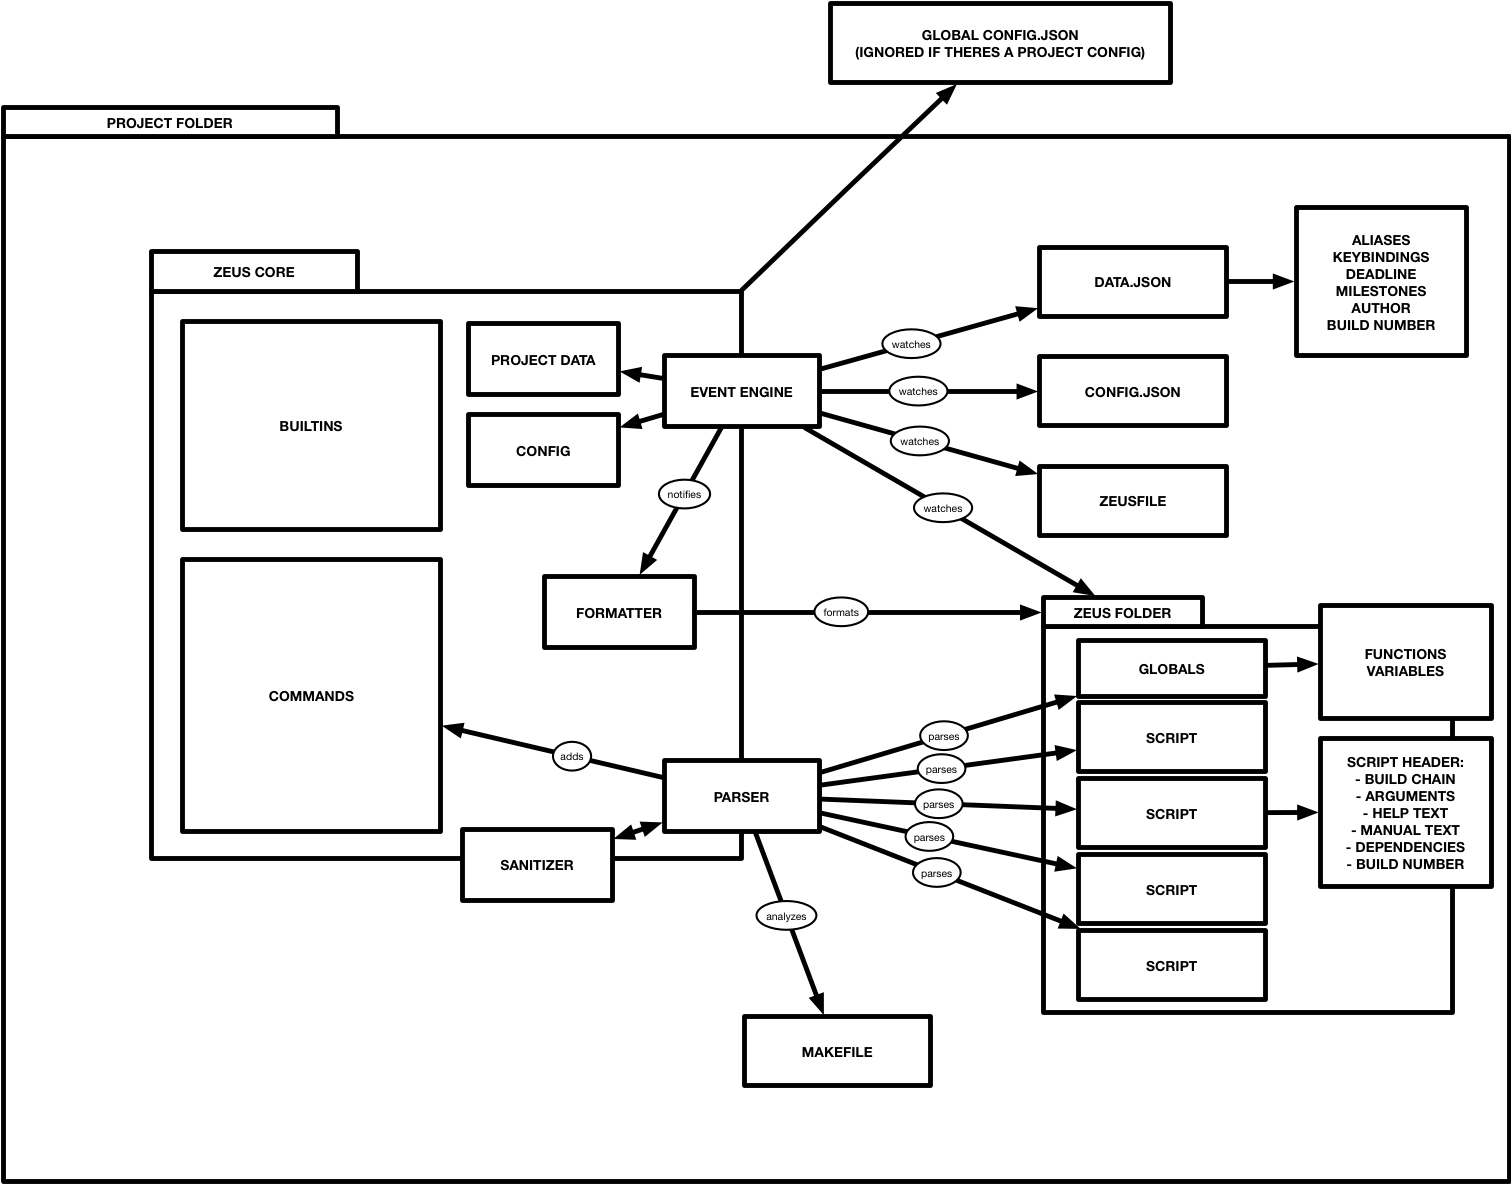 GLOBAL CONFIG.JSON
(IGNORED IF THERES A PROJECT CONFIG)
PROJECT FOLDER
ZEUS CORE
BUILTINS
COMMANDS
PROJECT DATA
CONFIG
EVENT ENGINE
notifies
FORMATTER
formats
adds
PARSER
SANITIZER
analyzes
MAKEFILE
watches
watches
watches
watches
DATA.JSON
CONFIG.JSON
ZEUSFILE
ALIASES
KEYBINDINGS
DEADLINE
MILESTONES
AUTHOR
BUILD NUMBER
ZEUS FOLDER
parses
parses
parses
parses
parses
GLOBALS
SCRIPT
SCRIPT
SCRIPT
SCRIPT
FUNCTIONS
VARIABLES
SCRIPT HEADER:
- BUILD CHAIN
- ARGUMENTS
- HELP TEXT
- MANUAL TEXT
- DEPENDENCIES
- BUILD NUMBER